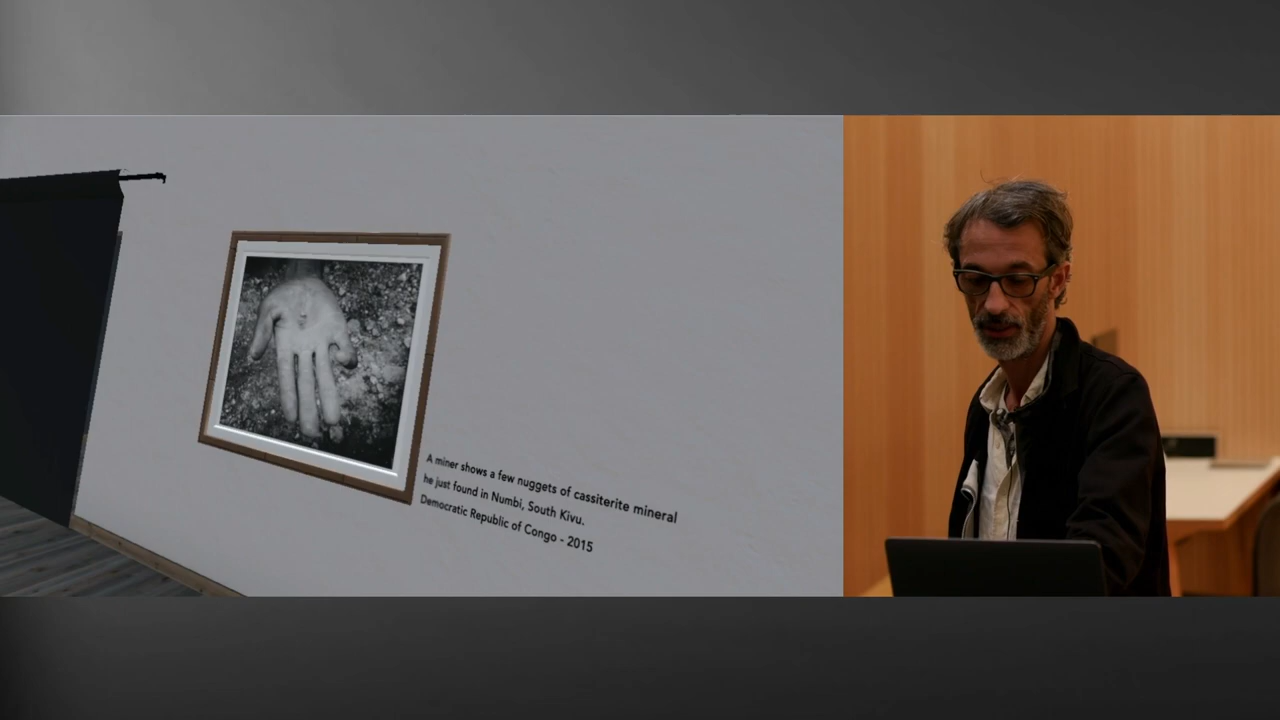 A miner shows a few nuggets of cassiterite mineral
he just found in Numbi, South Kivu.
Democratic Republic of Congo - 2015